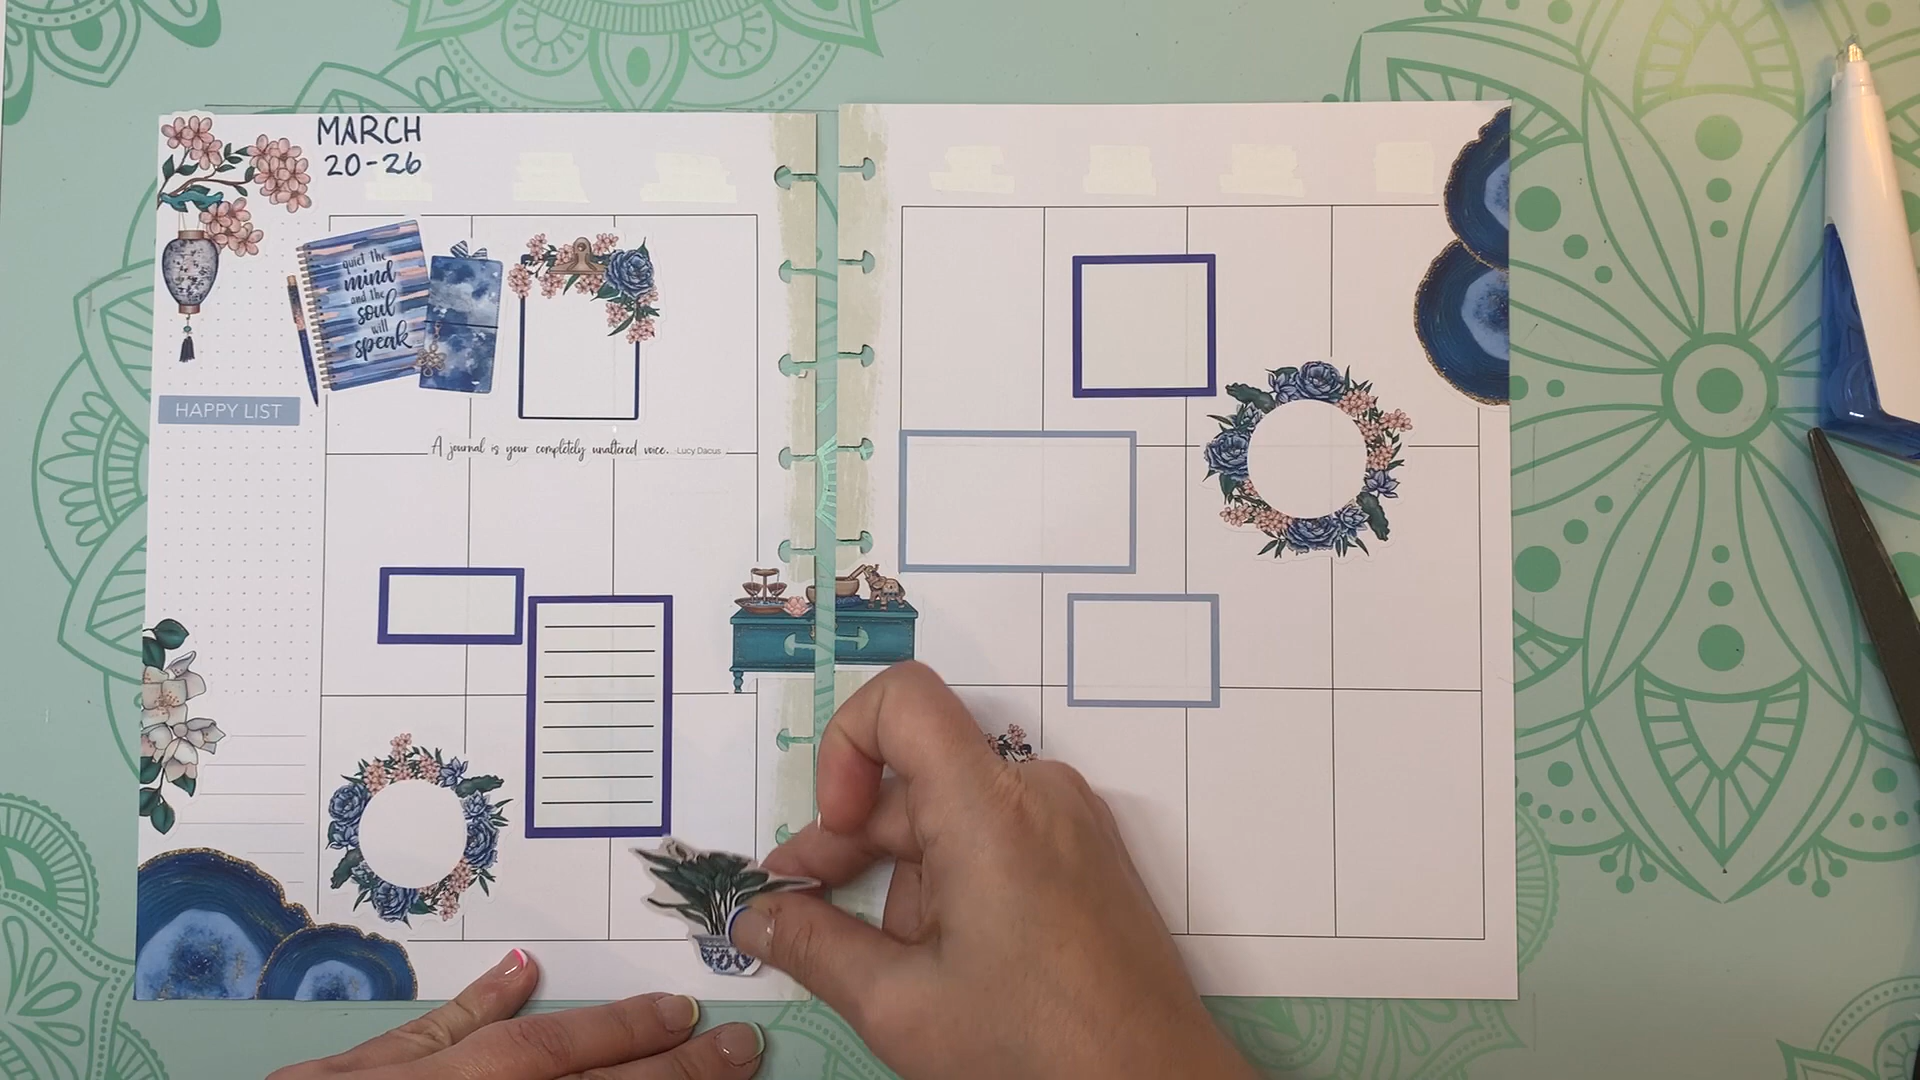 MARCH
20-26
quiet the
mind
and the
soul
will
speak
HAPPY LIST
A journal is your completely unaltered voice. -Lucy Dacus